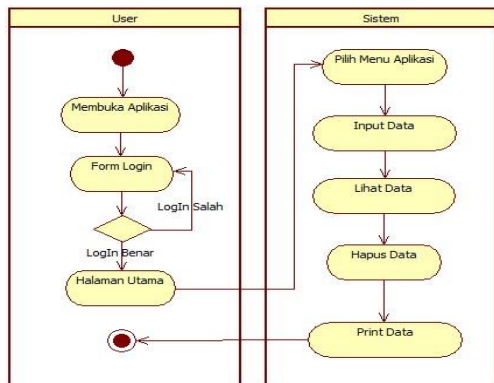 User
Membuka Aplikasi
Form Login
LogIn Salah
LogIn Benar
Halaman Utama
Sistem
Pilih Menu Aplikasi
Input Data
Lihat Data
Hapus Data
Print Data